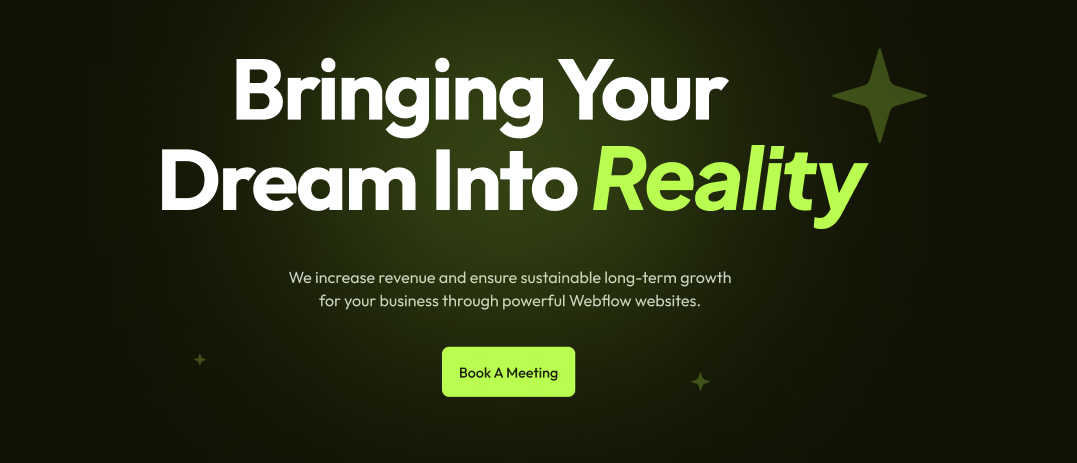 Bringing Your
Dream Into Reality
We increase revenue and ensure sustainable long-term growth
for your business through powerful Webflow websites.
Book A Meeting